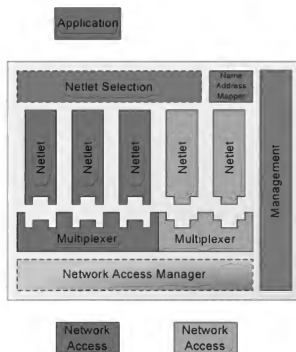 Application
Netlet Selection
Name
Address
Mapper
Netlet
Netlet
Netlet
Netlet
Netlet
Management
Multiplexer
Multiplexer
Network Access Manager
Network
Access
Network
Access